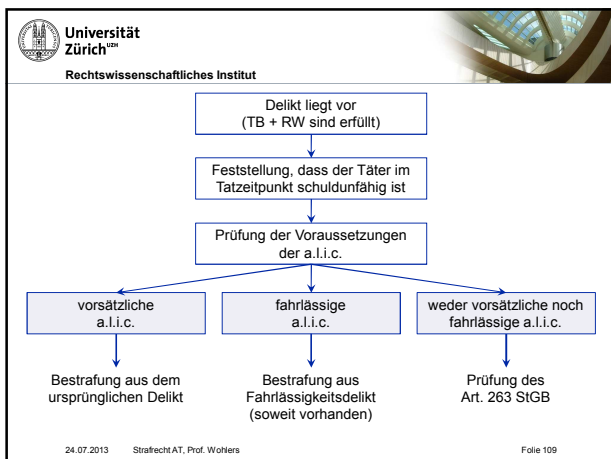 Universität
Zürich UZH
Rechtswissenschaftliches Institut
Delikt liegt vor
(TB + RW sind erfüllt)
Feststellung, dass der Täter im
Tatzeitpunkt schuldunfähig ist
Prüfung der Voraussetzungen
der a.l.i.c.
vorsätzliche
a.l.i.c.
fahrlässige
a.l.i.c.
weder vorsätzliche noch
fahrlässige a.l.i.c.
Bestrafung aus dem
ursprünglichen Delikt
Bestrafung aus
Fahrlässigkeitsdelikt
(soweit vorhanden)
Prüfung des
Art. 263 StGB
24.07.2013 Strafrecht AT, Prof. Wohlers Folie 109